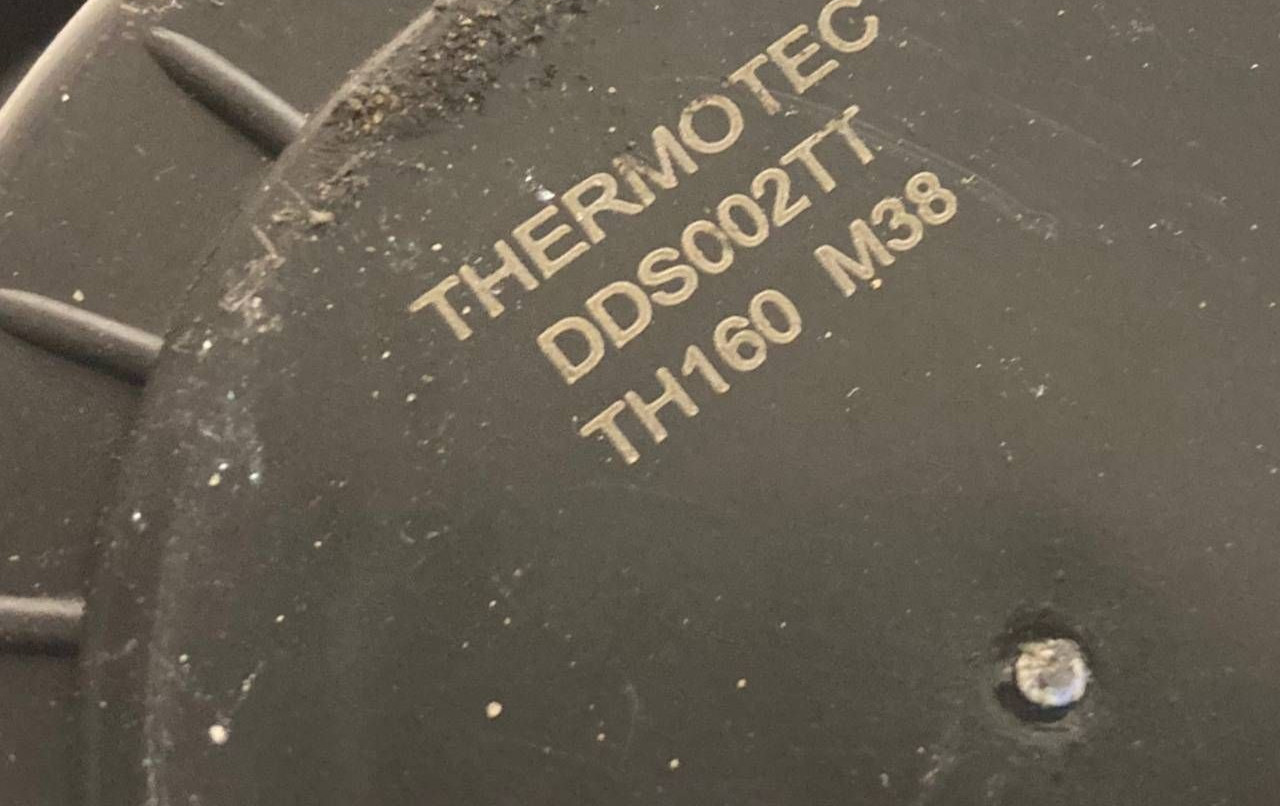 THERMOTEC
DDS002TT
TH160 M38